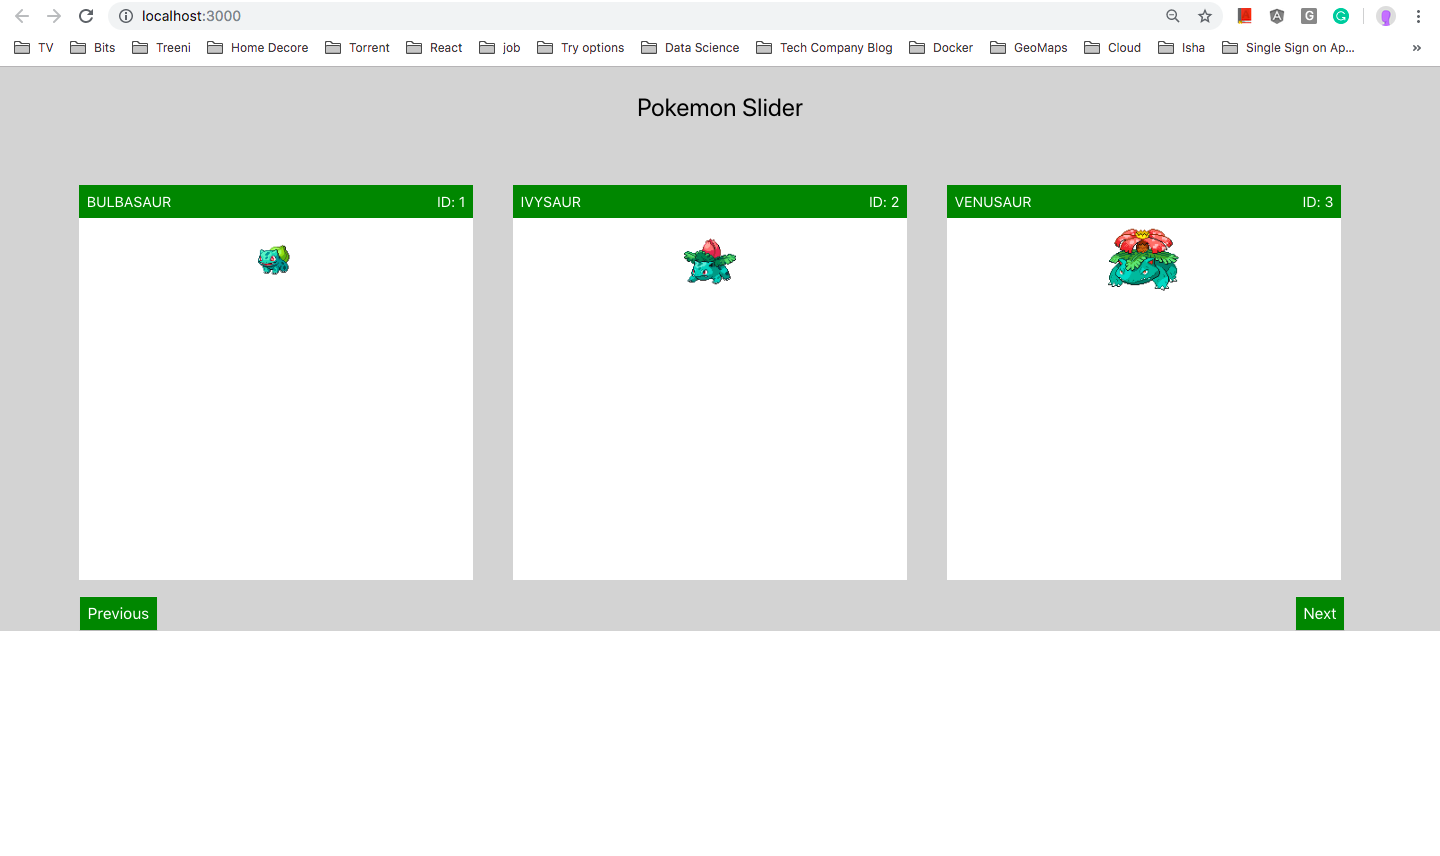 localhost:3000
TV Bits Treeni Home Decore Torrent React job Try options Data Science Tech Company Blog Docker GeoMaps Cloud Isha Single Sign on Ap... »
Pokemon Slider
BULBASAUR ID: 1 IVYSAUR ID: 2 VENUSAUR ID: 3
Previous Next